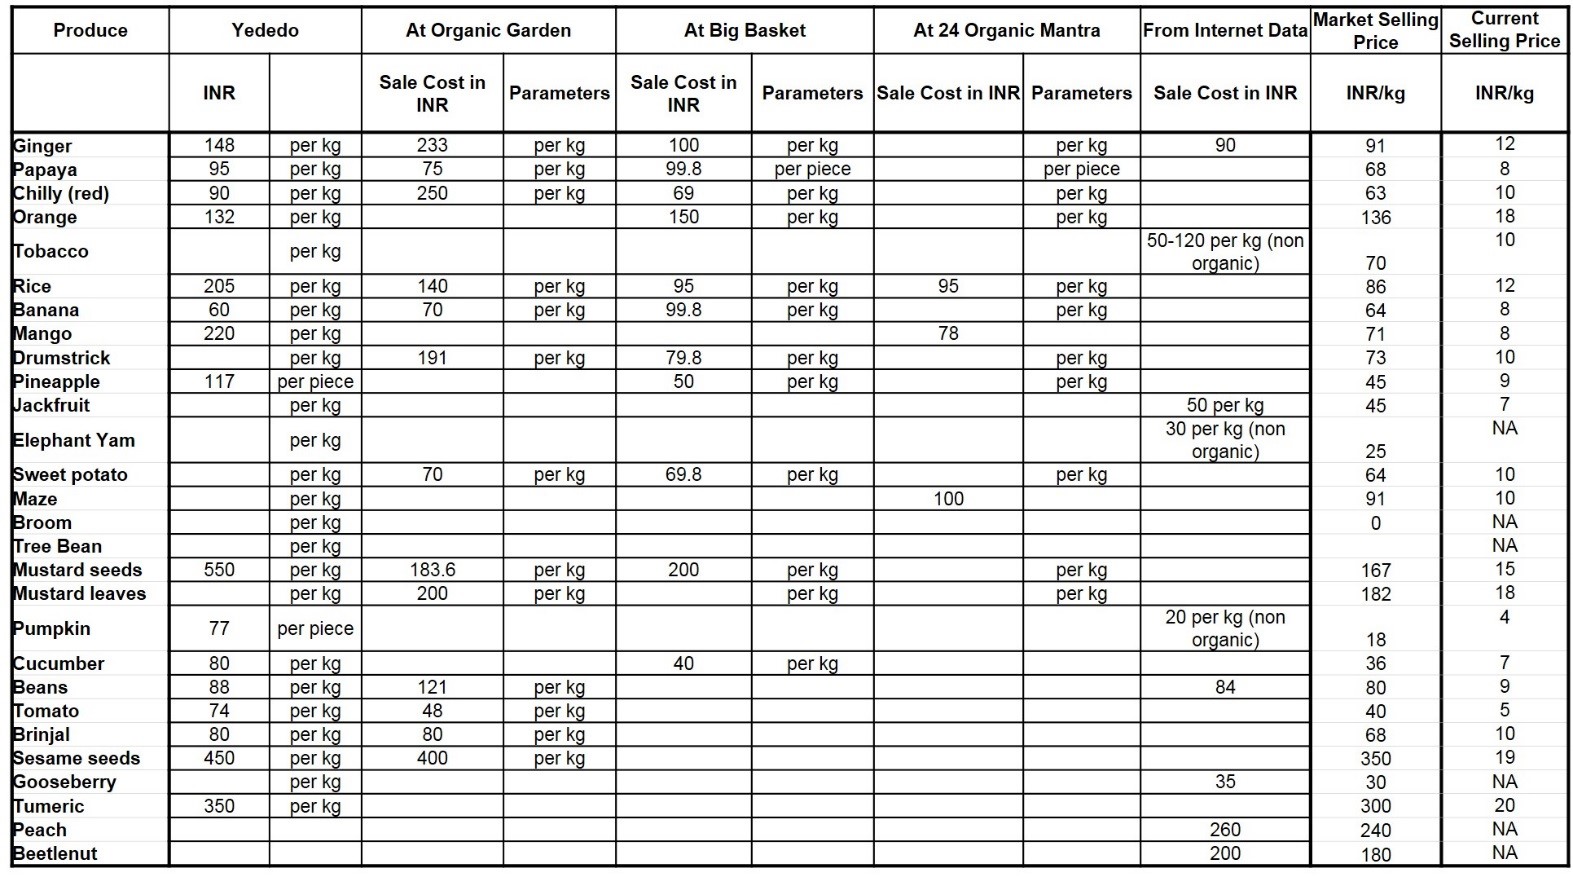 Produce Yededo At Organic Garden At Big Basket At 24 Organic Mantra From Internet Data Market Selling Price Current Selling Price
INR Sale Cost in INR Parameters Sale Cost in INR Parameters Sale Cost in INR Parameters Sale Cost in INR INR/kg INR/kg
Ginger 148 per kg 233 per kg 100 per kg per kg 90 91 12
Papaya 95 per kg 75 per kg 99.8 per piece per piece 68 8
Chilly (red) 90 per kg 250 per kg 69 per kg per kg 63 10
Orange 132 per kg 150 per kg per kg 136 18
Tobacco per kg 50-120 per kg (non organic) 70 10
Rice 205 per kg 140 per kg 95 per kg 95 per kg 86 12
Banana 60 per kg 70 per kg 99.8 per kg per kg 64 8
Mango 220 per kg 78 71 8
Drumstrick per kg 191 per kg 79.8 per kg per kg 73 10
Pineapple 117 per piece 50 per kg per kg 45 9
Jackfruit per kg 50 per kg 45 7
Elephant Yam per kg 30 per kg (non organic) 25 NA
Sweet potato per kg 70 per kg 69.8 per kg per kg 64 10
Maze per kg 100 91 10
Broom per kg 0 NA
Tree Bean per kg NA
Mustard seeds 550 per kg 183.6 per kg 200 per kg per kg 167 15
Mustard leaves per kg 200 per kg per kg per kg 182 18
Pumpkin 77 per piece 20 per kg (non organic) 18 4
Cucumber 80 per kg 40 per kg 36 7
Beans 88 per kg 121 per kg 84 80 9
Tomato 74 per kg 48 per kg 40 5
Brinjal 80 per kg 80 per kg 68 10
Sesame seeds 450 per kg 400 per kg 350 19
Gooseberry per kg 35 30 NA
Tumeric 350 per kg 300 20
Peach 260 240 NA
Beetlenut 200 180 NA